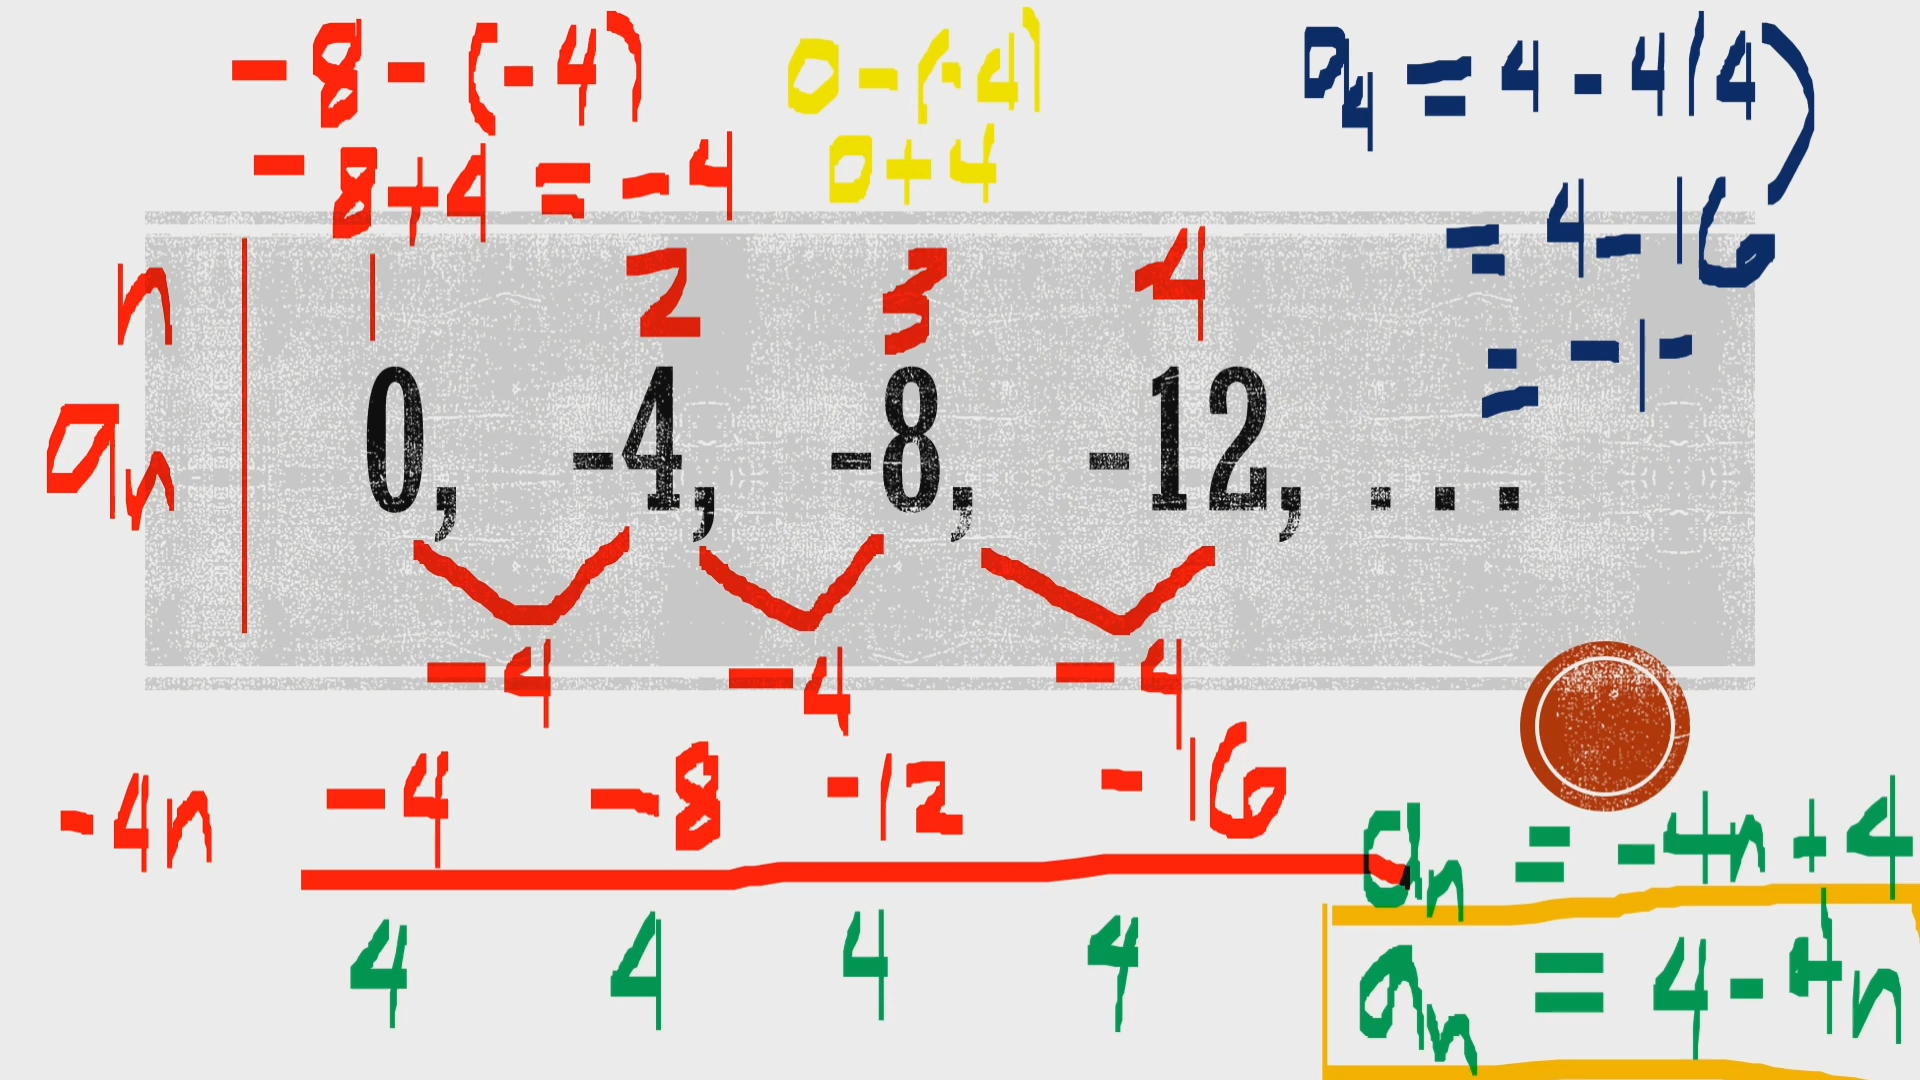 -8-(-4)
-8+4=-4
0-(-4)
0+4
a4=4-4(4)
=4-16
=-1-
n 1 2 3 4
an 0, -4, -8, -12, . . .
-4 -4 -4
-4n -4 -8 -12 -16
4 4 4 4
an = -4n+4
an = 4-4n